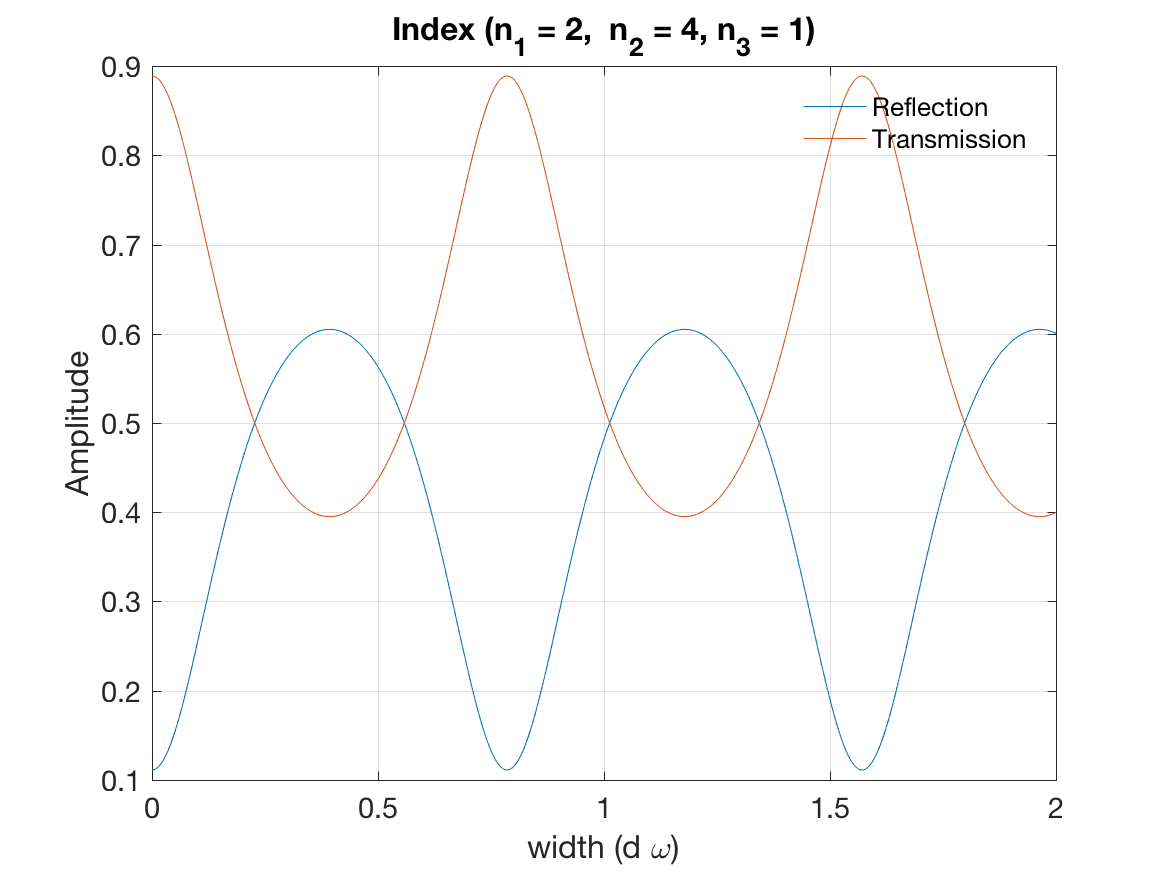 Index (n₁ = 2, n₂ = 4, n₃ = 1)
0.9
0.8
0.7
0.6
0.5
0.4
0.3
0.2
0.1
Amplitude
Reflection
Transmission
0 0.5 1 1.5 2
width (d ω)